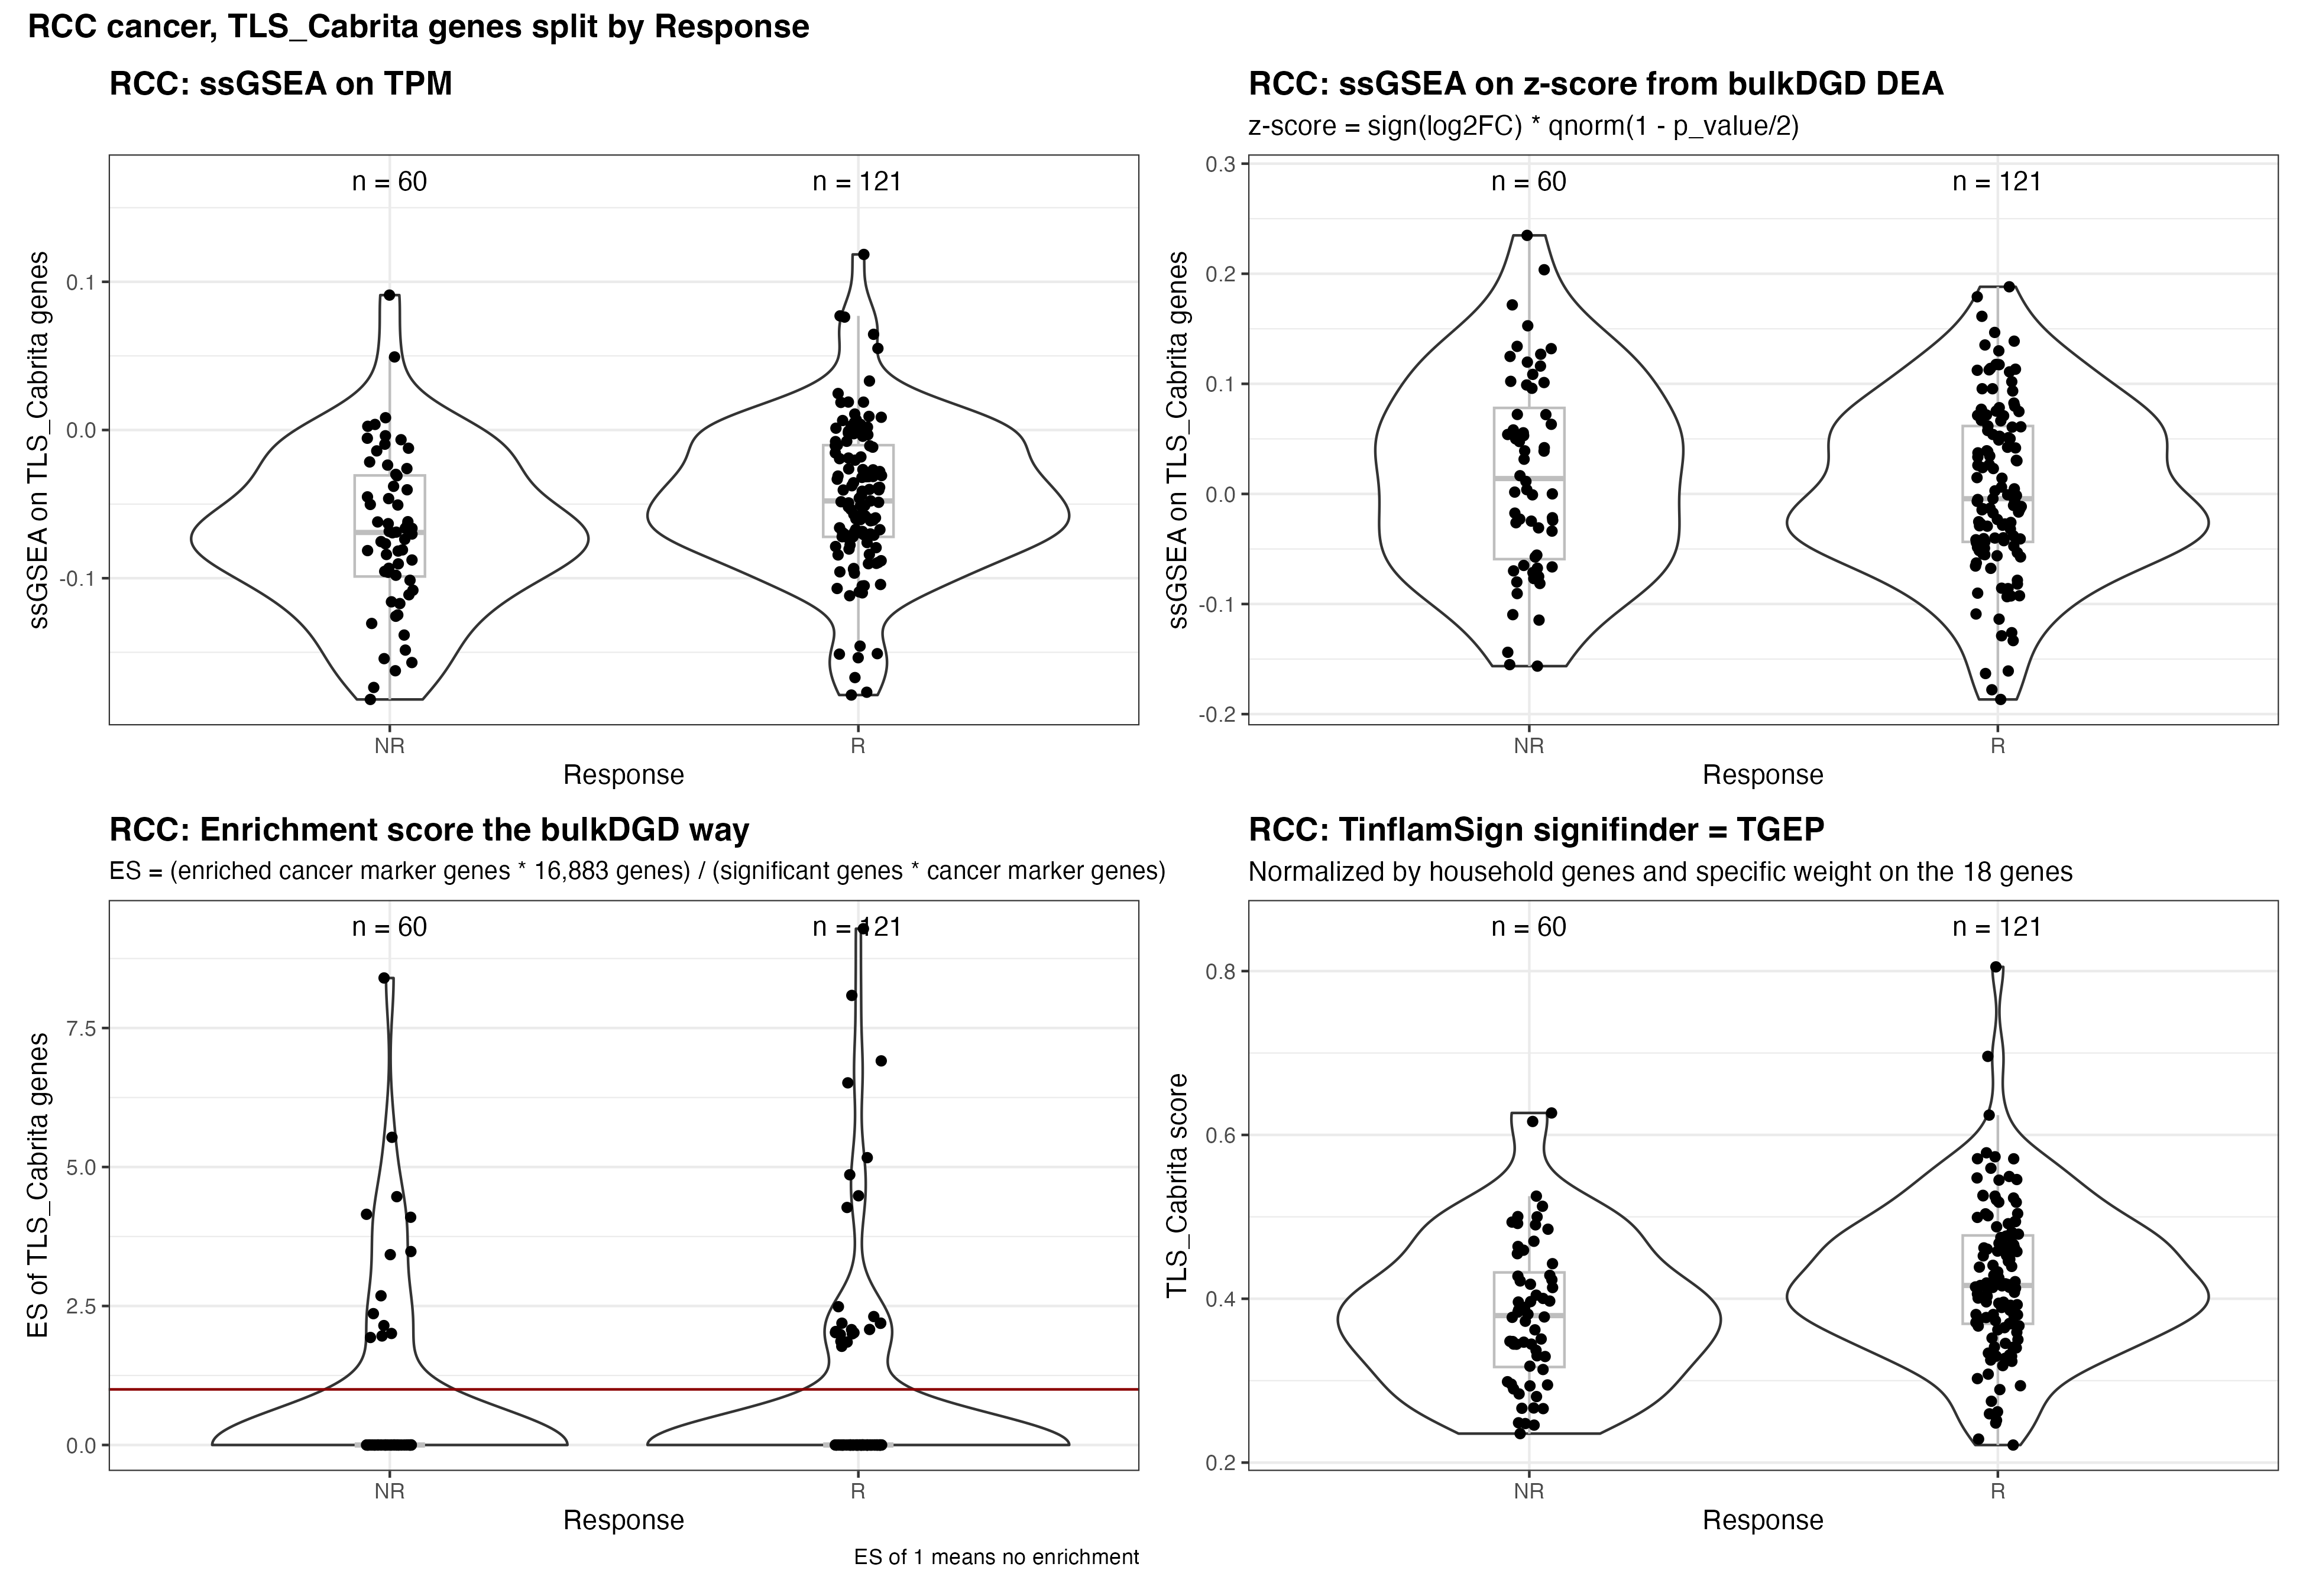 RCC cancer, TLS_Cabrita genes split by Response
RCC: ssGSEA on TPM
n = 60
n = 121
ssGSEA on TLS_Cabrita genes
0.1
0.0
-0.1
NR
R
Response
RCC: ssGSEA on z-score from bulkDGD DEA
z-score = sign(log2FC) * qnorm(1 - p_value/2)
n = 60
n = 121
ssGSEA on TLS_Cabrita genes
0.3
0.2
0.1
0.0
-0.1
-0.2
NR
R
Response
RCC: Enrichment score the bulkDGD way
ES = (enriched cancer marker genes * 16,883 genes) / (significant genes * cancer marker genes)
n = 60
n = 121
ES of TLS_Cabrita genes
7.5
5.0
2.5
0.0
NR
R
Response
ES of 1 means no enrichment
RCC: TinflamSign signifinder = TGEP
Normalized by household genes and specific weight on the 18 genes
n = 60
n = 121
TLS_Cabrita score
0.8
0.6
0.4
0.2
NR
R
Response